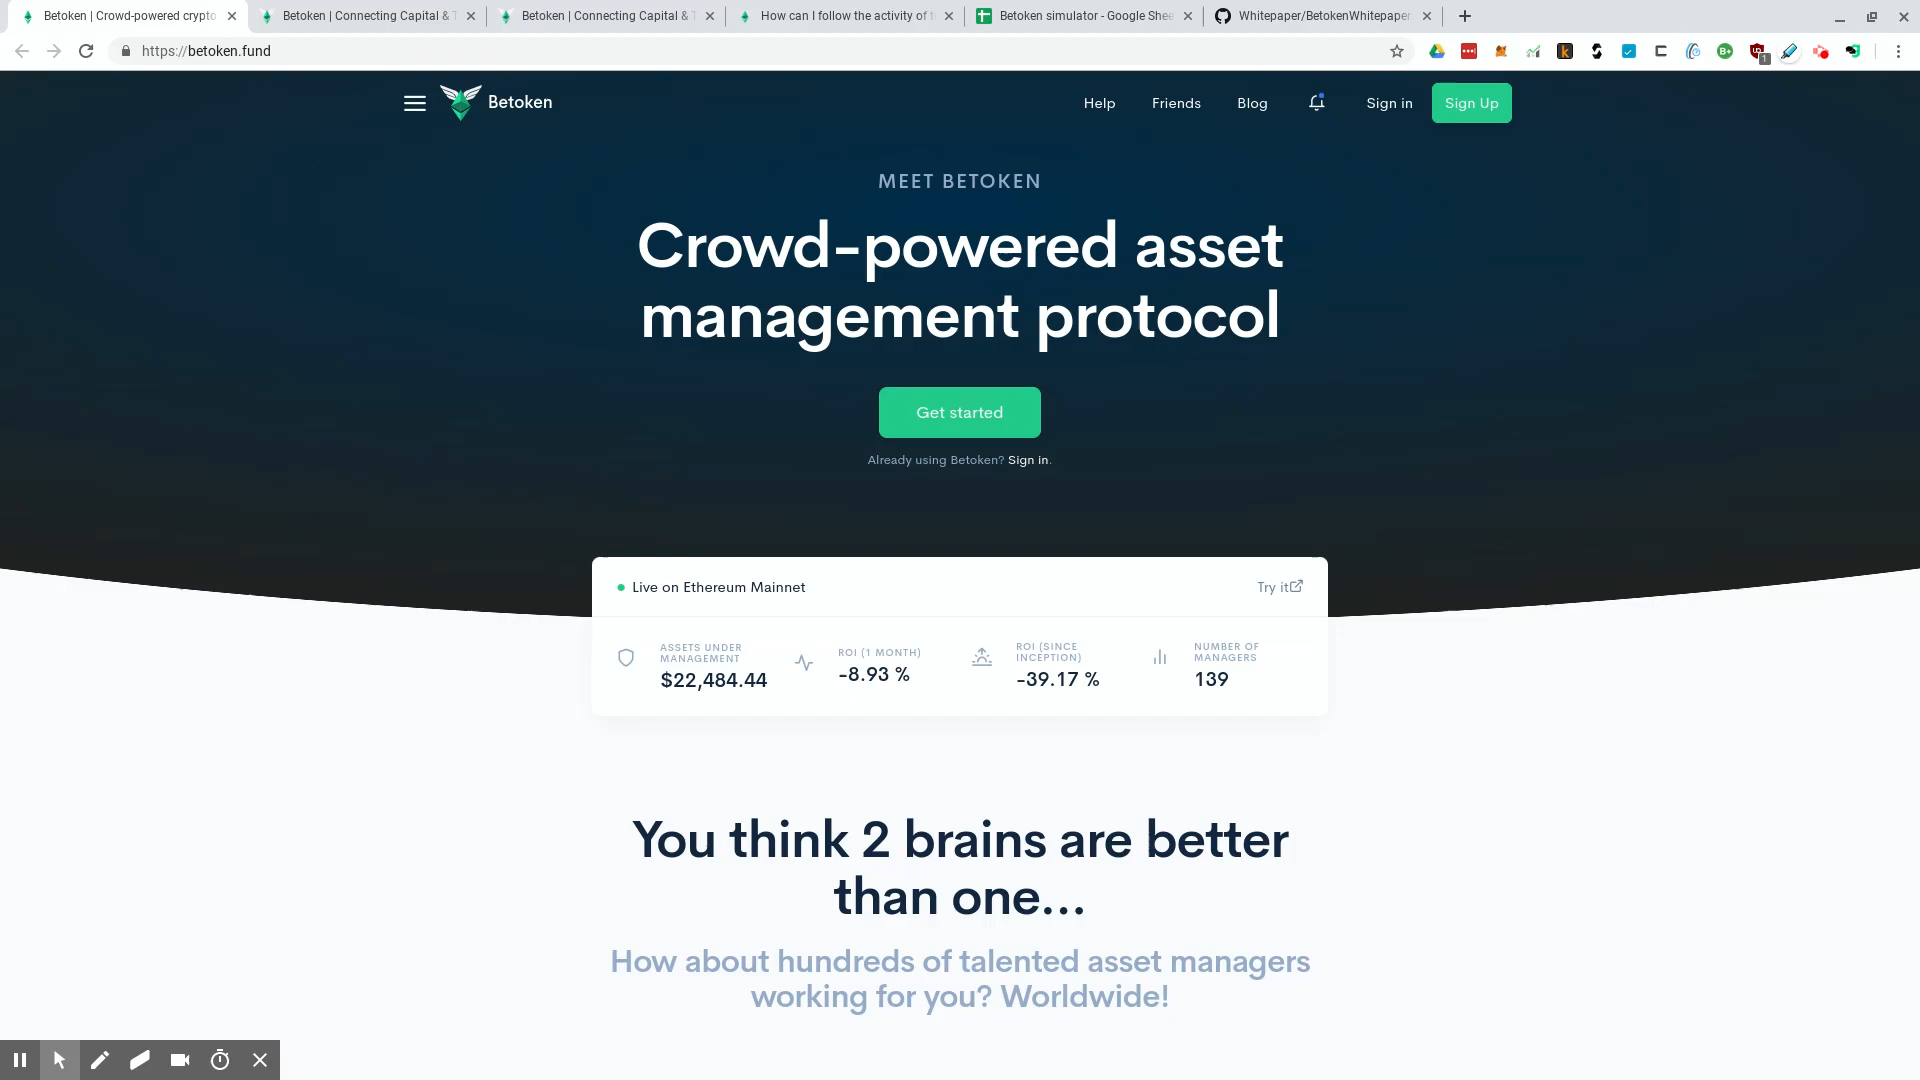 Betoken | Crowd-powered crypto
Betoken | Connecting Capital & T
Betoken | Connecting Capital & T
How can I follow the activity of
Betoken simulator - Google Shee
Whitepaper/BetokenWhitepaper.
https://betoken.fund
Betoken
Help
Friends
Blog
Sign in
Sign Up
MEET BETOKEN
Crowd-powered asset
management protocol
Get started
Already using Betoken? Sign in.
Live on Ethereum Mainnet
Try it
ASSETS UNDER
MANAGEMENT
$22,484.44
ROI (1 MONTH)
-8.93 %
ROI (SINCE
INCEPTION)
-39.17 %
NUMBER OF
MANAGERS
139
You think 2 brains are better
than one...
How about hundreds of talented asset managers
working for you? Worldwide!